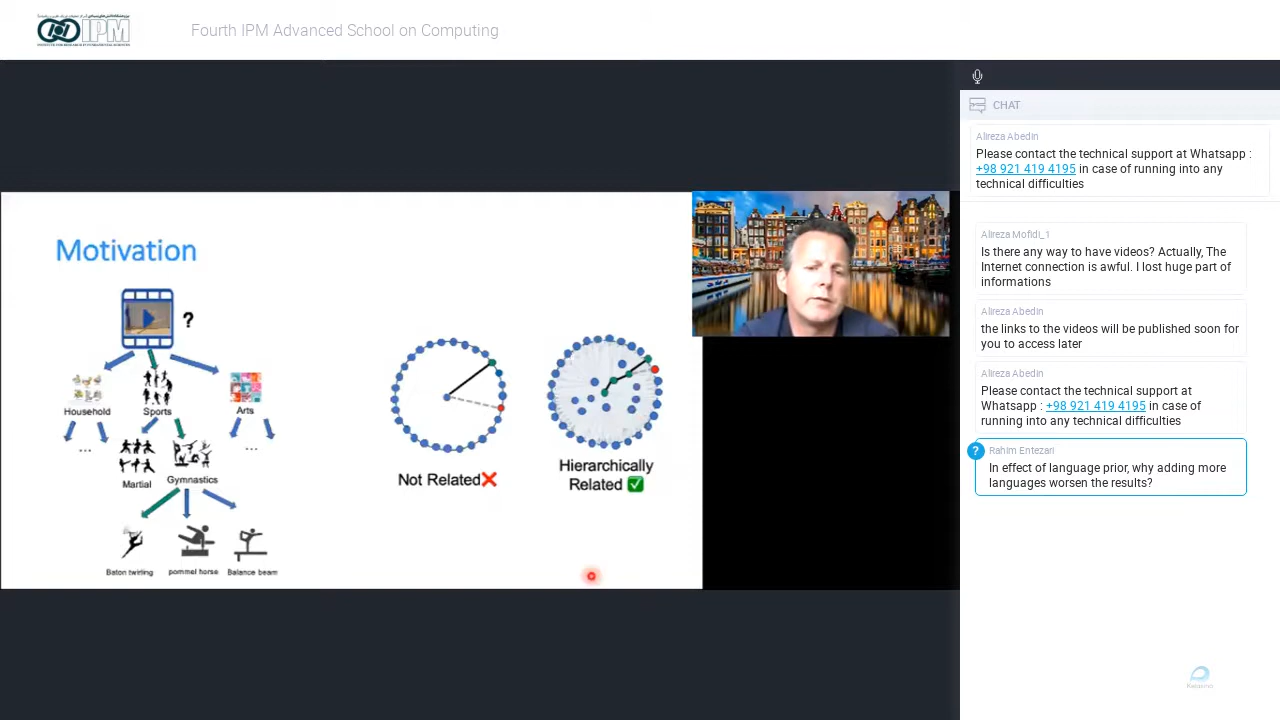 IPM
Fourth IPM Advanced School on Computing
CHAT
Alireza Abedin
Please contact the technical support at Whatsapp :
+98 921 419 4195 in case of running into any
technical difficulties
Alireza Mofidi_1
Is there any way to have videos? Actually, The
Internet connection is awful. I lost huge part of
informations
Alireza Abedin
the links to the videos will be published soon for
you to access later
Alireza Abedin
Please contact the technical support at
Whatsapp : +98 921 419 4195 in case of
running into any technical difficulties
?
Rahim Entezari
In effect of language prior, why adding more
languages worsen the results?
Motivation
?
Household
Sports
Arts
...
...
Martial
Gymnastics
Baton twirling
pommel horse
Balance beam
Not Related
Hierarchically
Related